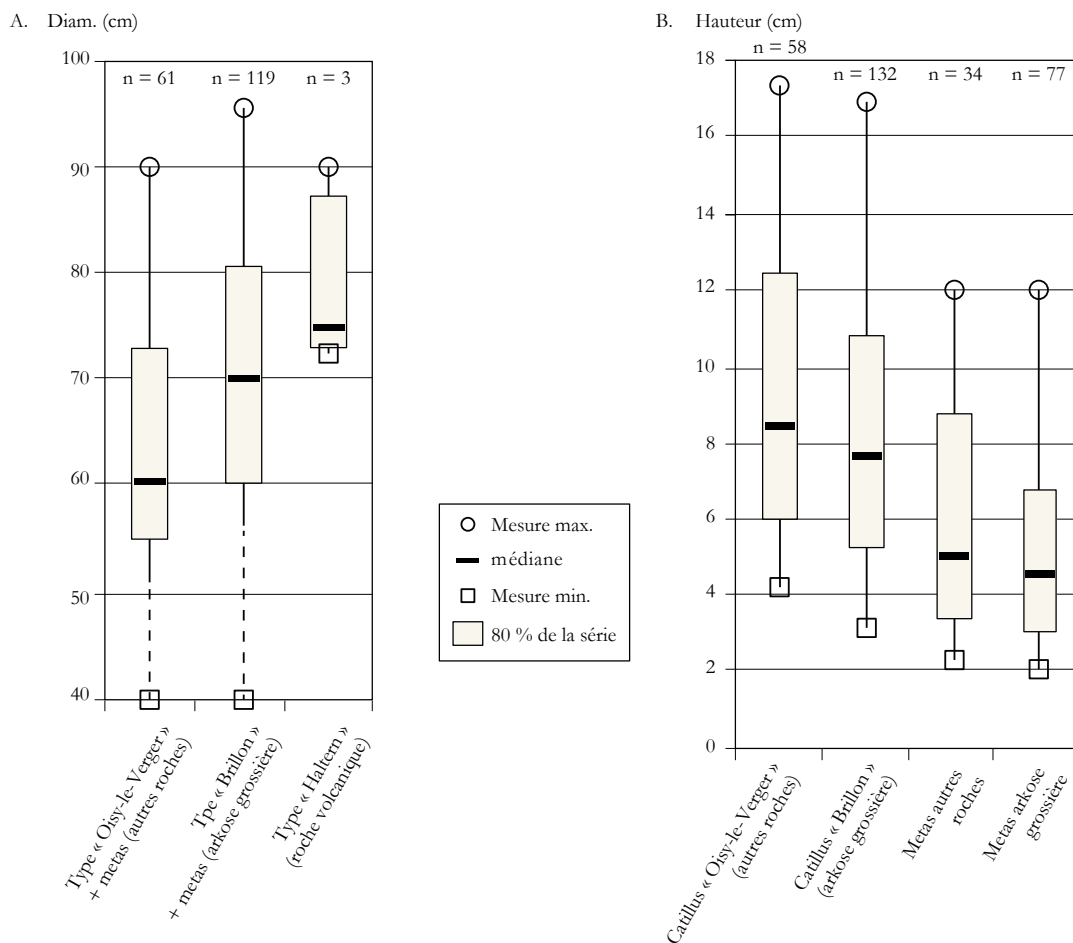 A. Diam. (cm)
100
90
80
70
60
50
40
n = 61
n = 119
n = 3
Type « Oisy-le-Verger »
+ metas (autres roches)
Tpe « Brillon »
+ metas (arkose grossière)
Type « Haltern »
(roche volcanique)
Mesure max.
médiane
Mesure min.
80 % de la série
B. Hauteur (cm)
18
16
14
12
10
8
6
4
2
0
n = 58
n = 132
n = 34
n = 77
Catillus « Oisy-le-Verger »
(autres roches)
Catillus « Brillon »
(arkose grossière)
Metas autres
roches
Metas arkose
grossière